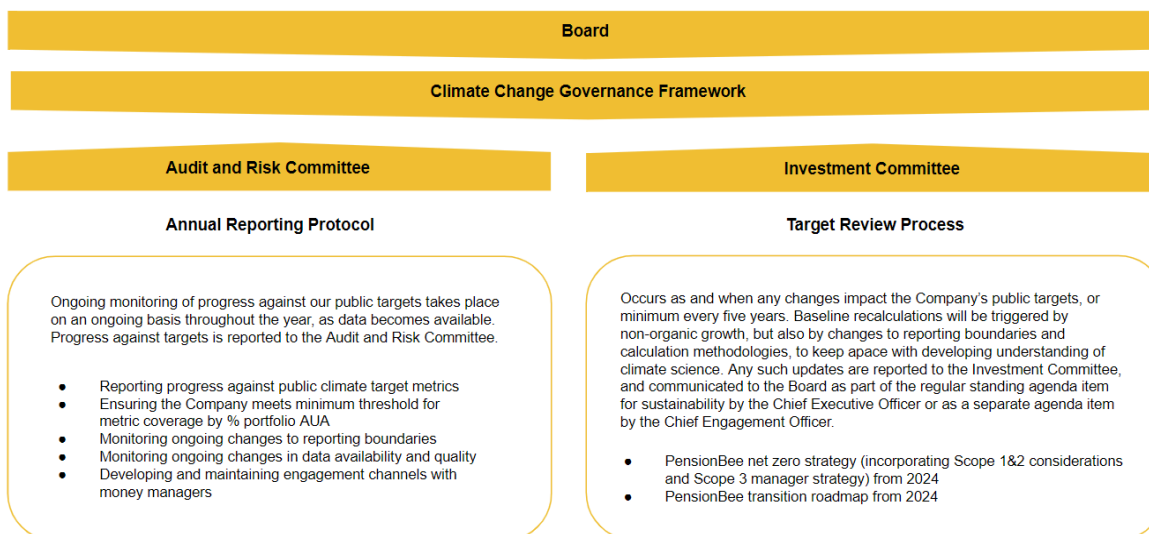 Board
Climate Change Governance Framework
Audit and Risk Committee
Annual Reporting Protocol
Ongoing monitoring of progress against our public targets takes place
on an ongoing basis throughout the year, as data becomes available.
Progress against targets is reported to the Audit and Risk Committee.
● Reporting progress against public climate target metrics
● Ensuring the Company meets minimum threshold for
metric coverage by % portfolio AUA
● Monitoring ongoing changes to reporting boundaries
● Monitoring ongoing changes in data availability and quality
● Developing and maintaining engagement channels with
money managers
Investment Committee
Target Review Process
Occurs as and when any changes impact the Company’s public targets, or
minimum every five years. Baseline recalculations will be triggered by
non-organic growth, but also by changes to reporting boundaries and
calculation methodologies, to keep apace with developing understanding of
climate science. Any such updates are reported to the Investment Committee,
and communicated to the Board as part of the regular standing agenda item
for sustainability by the Chief Executive Officer or as a separate agenda item
by the Chief Engagement Officer.
● PensionBee net zero strategy (incorporating Scope 1&2 considerations
and Scope 3 manager strategy) from 2024
● PensionBee transition roadmap from 2024